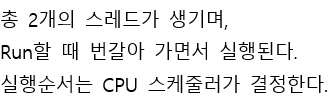 총 2개의 스레드가 생기며,
Run할 때 번갈아 가면서 실행된다.
실행순서는 CPU 스케줄러가 결정한다.